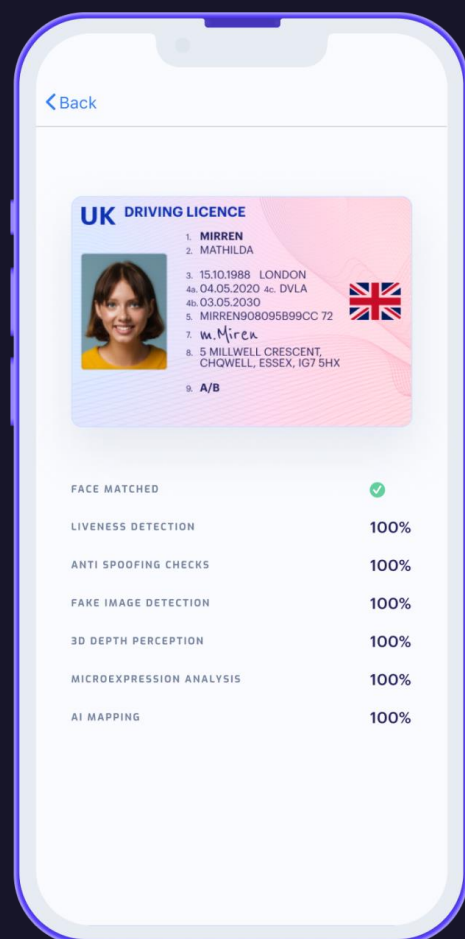 Back
UK DRIVING LICENCE
1. MIRREN
2. MATHILDA
3. 15.10.1988 LONDON
4a. 04.05.2020 4c. DVLA
4b. 03.05.2030
5. MIRREN908095B99CC 72
7. m.Miren
8. 5 MILLWELL CRESCENT,
CHQWELL, ESSEX, IG7 5HX
9. A/B
FACE MATCHED
LIVENESS DETECTION 100%
ANTI SPOOFING CHECKS 100%
FAKE IMAGE DETECTION 100%
3D DEPTH PERCEPTION 100%
MICROEXPRESSION ANALYSIS 100%
AI MAPPING 100%